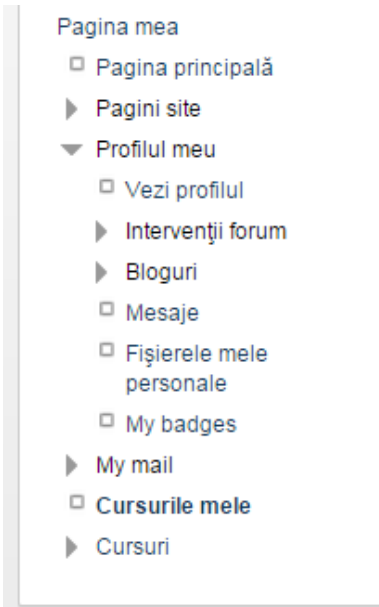 Pagina mea
Pagina principală
Pagini site
Profilul meu
Vezi profilul
Intervenţii forum
Bloguri
Mesaje
Fişierele mele
personale
My badges
My mail
Cursurile mele
Cursuri